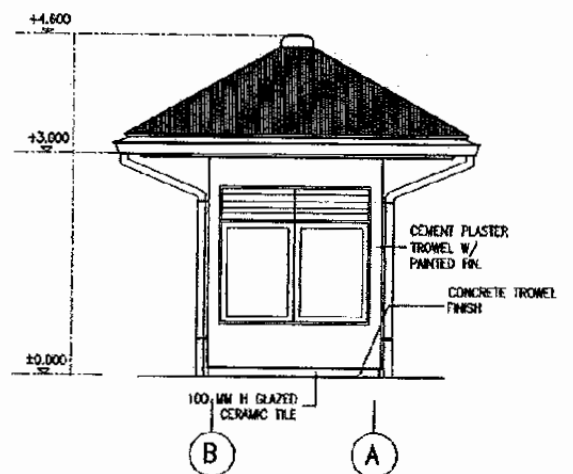 +4.600
+3.000
CEMENT PLASTER
TROWEL W/
PAINTED FIN.
CONCRETE TROWEL
FINISH
±0.000
100 MM H GLAZED
CERAMIC TILE
B
A